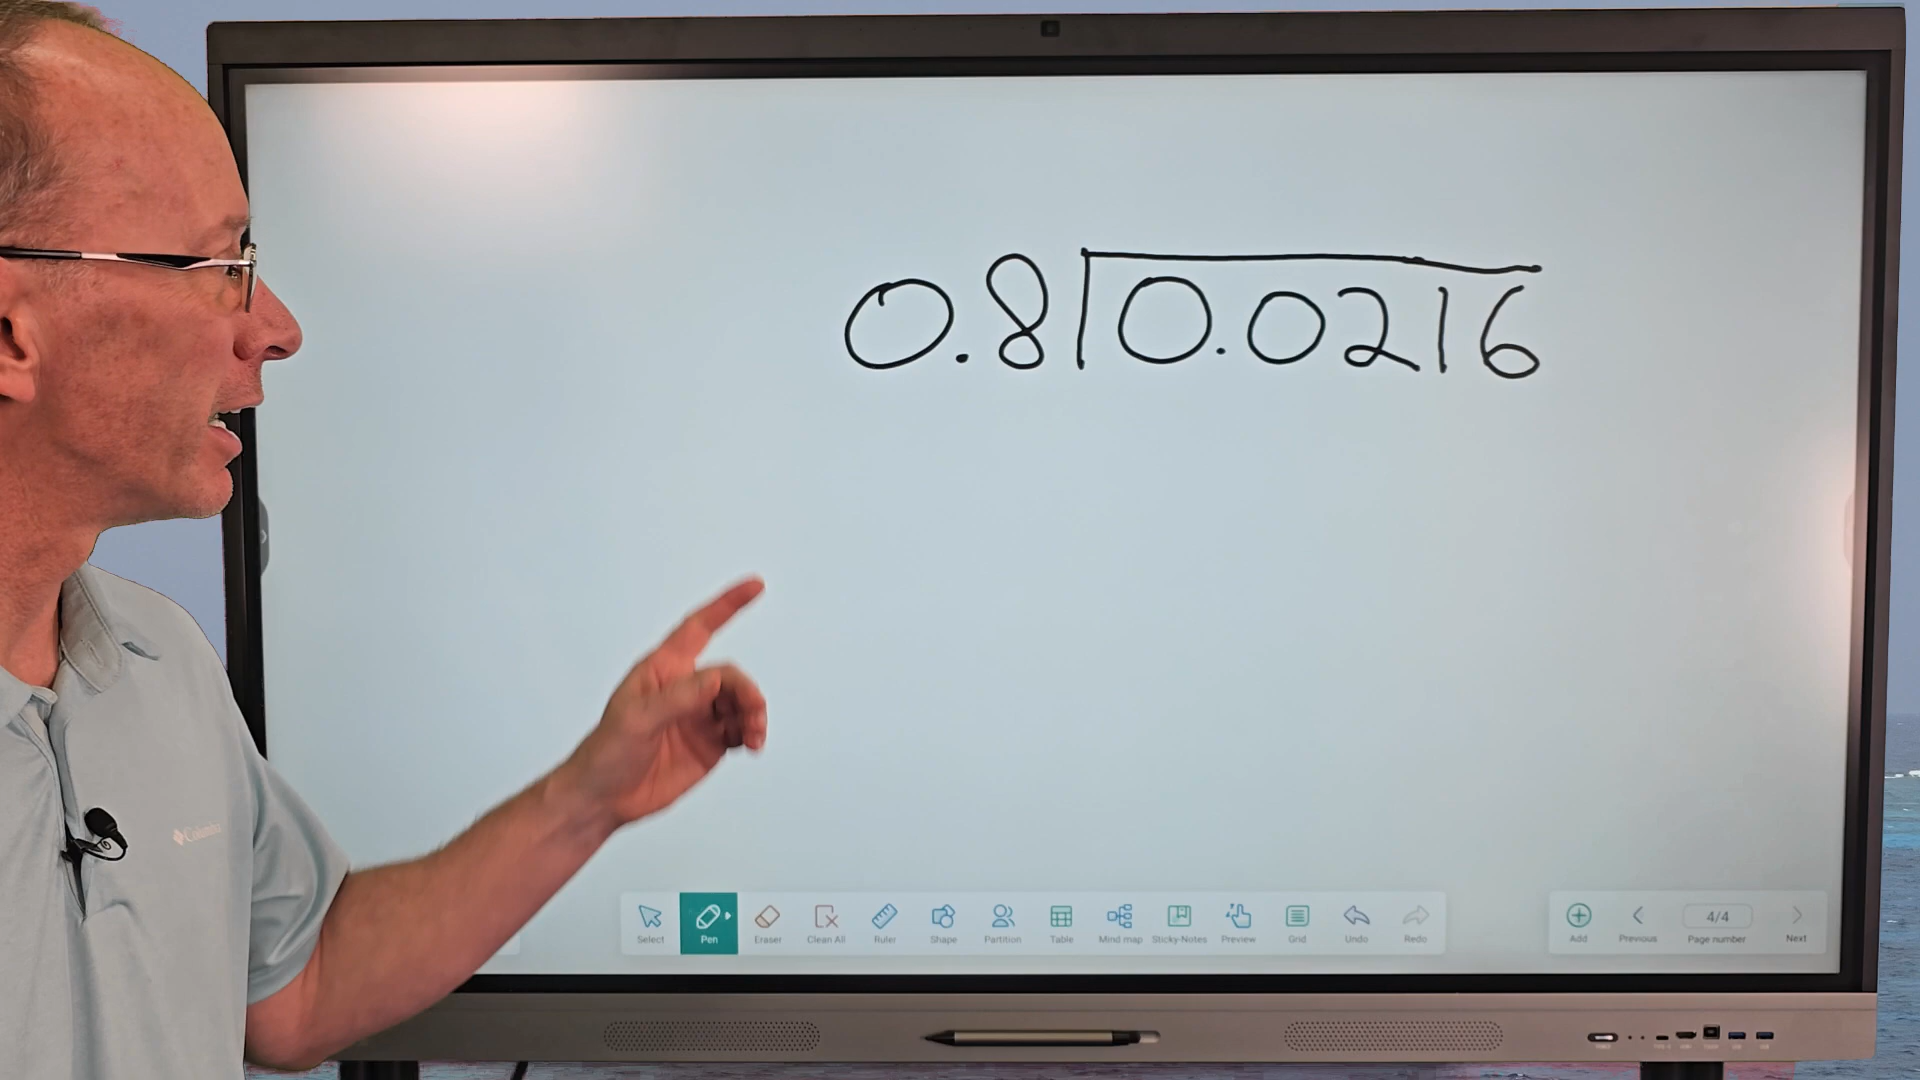 0.8 0.0216
Columbia
Select Pen Eraser Clean All Ruler Shape Partition Table Mind map Sticky-Notes Preview Grid Undo Redo
Add Previous 4/4 Page number Next